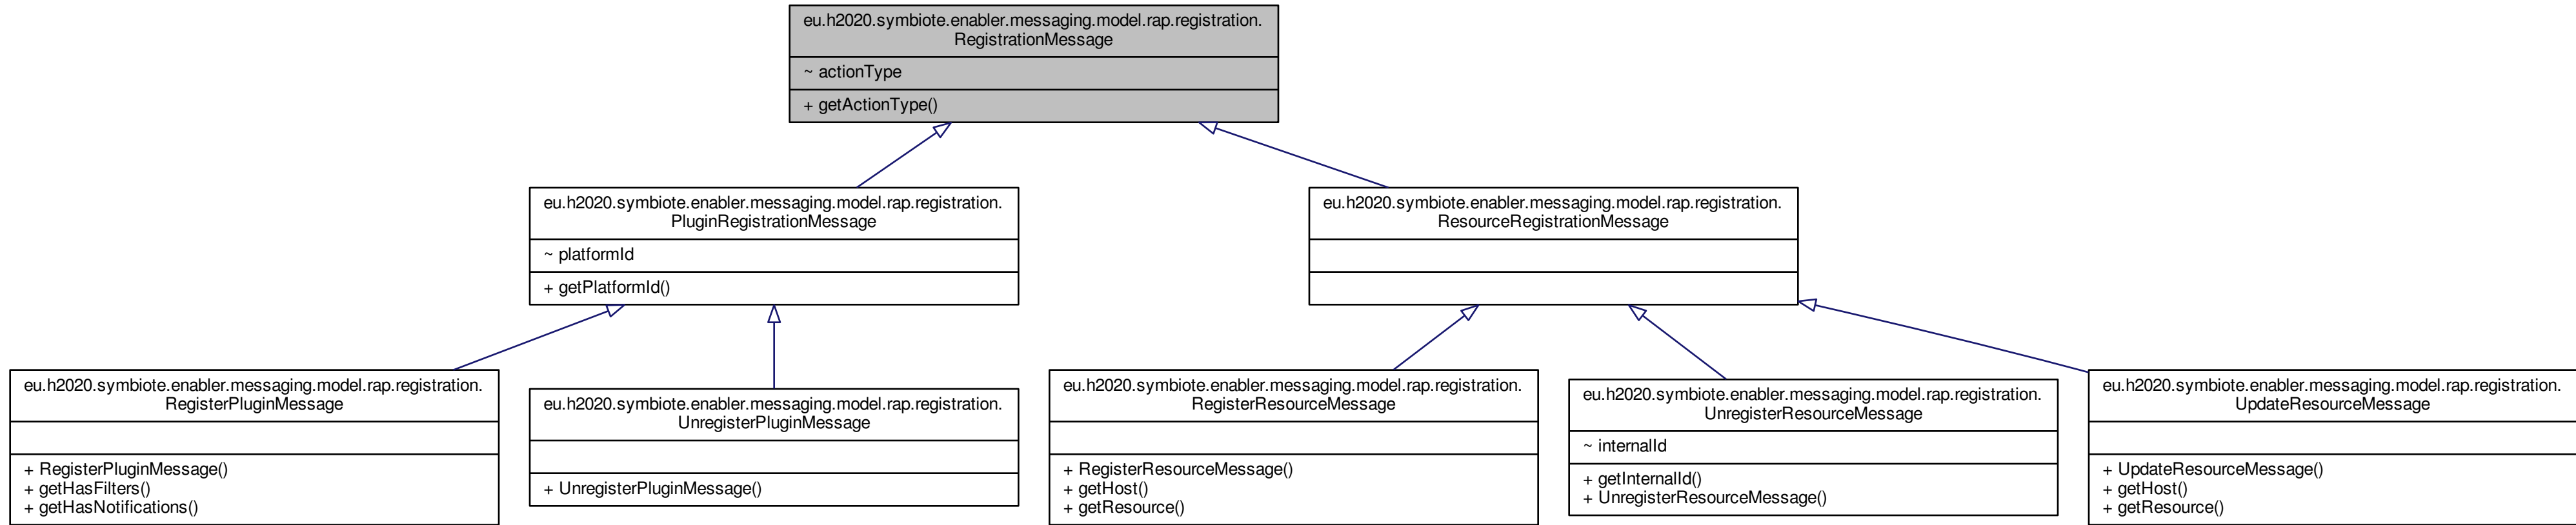 eu.h2020.symbiote.enabler.messaging.model.rap.registration.
RegistrationMessage
~ actionType
+ getActionType()
eu.h2020.symbiote.enabler.messaging.model.rap.registration.
PluginRegistrationMessage
~ platformId
+ getPlatformId()
eu.h2020.symbiote.enabler.messaging.model.rap.registration.
ResourceRegistrationMessage
eu.h2020.symbiote.enabler.messaging.model.rap.registration.
RegisterPluginMessage
+ RegisterPluginMessage()
+ getHasFilters()
+ getHasNotifications()
eu.h2020.symbiote.enabler.messaging.model.rap.registration.
UnregisterPluginMessage
+ UnregisterPluginMessage()
eu.h2020.symbiote.enabler.messaging.model.rap.registration.
RegisterResourceMessage
+ RegisterResourceMessage()
+ getHost()
+ getResource()
eu.h2020.symbiote.enabler.messaging.model.rap.registration.
UnregisterResourceMessage
~ internalId
+ getInternalId()
+ UnregisterResourceMessage()
eu.h2020.symbiote.enabler.messaging.model.rap.registration.
UpdateResourceMessage
+ UpdateResourceMessage()
+ getHost()
+ getResource()